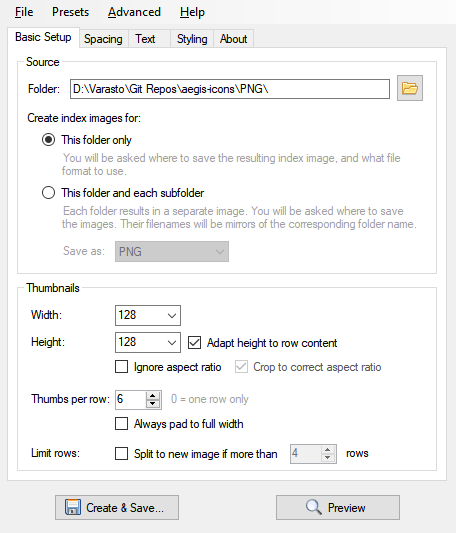 File Presets Advanced Help
Basic Setup Spacing Text Styling About
Source
Folder: D:\Varasto\Git Repos\aegis-icons\PNG\
Create index images for:
This folder only
You will be asked where to save the resulting index image, and what file
format to use.
This folder and each subfolder
Each folder results in a separate image. You will be asked where to save
the images. Their filenames will be mirrors of the corresponding folder name.
Save as: PNG
Thumbnails
Width: 128
Height: 128 Adapt height to row content
Ignore aspect ratio Crop to correct aspect ratio
Thumbs per row: 6 0 = one row only
Always pad to full width
Limit rows: Split to new image if more than 4 rows
Create & Save... Preview